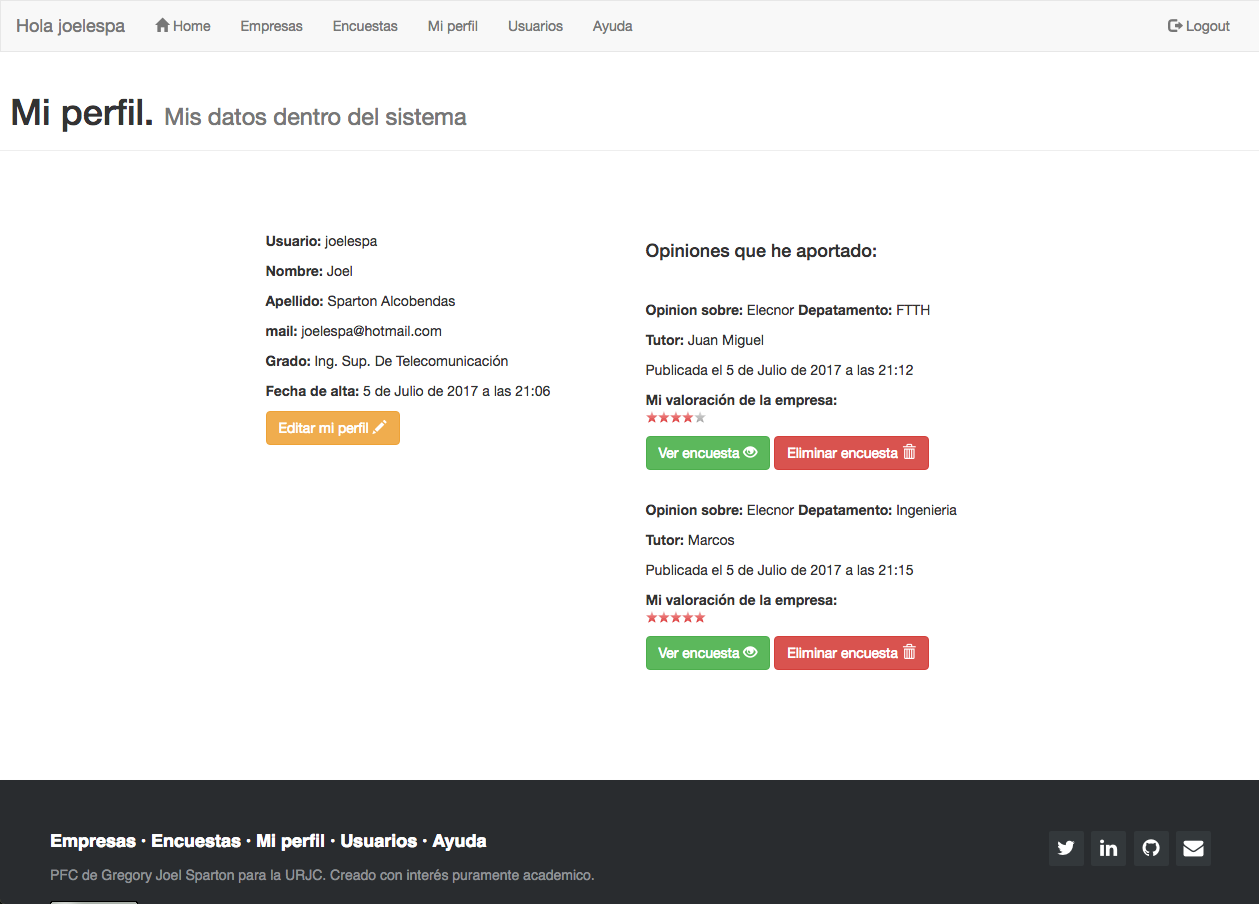 Hola joelespa Home Empresas Encuestas Mi perfil Usuarios Ayuda Logout
Mi perfil. Mis datos dentro del sistema
Usuario: joelespa
Nombre: Joel
Apellido: Sparton Alcobendas
mail: joelespa@hotmail.com
Grado: Ing. Sup. De Telecomunicación
Fecha de alta: 5 de Julio de 2017 a las 21:06
Editar mi perfil
Opiniones que he aportado:
Opinion sobre: Elecnor Depatamento: FTTH
Tutor: Juan Miguel
Publicada el 5 de Julio de 2017 a las 21:12
Mi valoración de la empresa:
Ver encuesta Eliminar encuesta
Opinion sobre: Elecnor Depatamento: Ingenieria
Tutor: Marcos
Publicada el 5 de Julio de 2017 a las 21:15
Mi valoración de la empresa:
Ver encuesta Eliminar encuesta
Empresas · Encuestas · Mi perfil · Usuarios · Ayuda
PFC de Gregory Joel Sparton para la URJC. Creado con interés puramente academico.